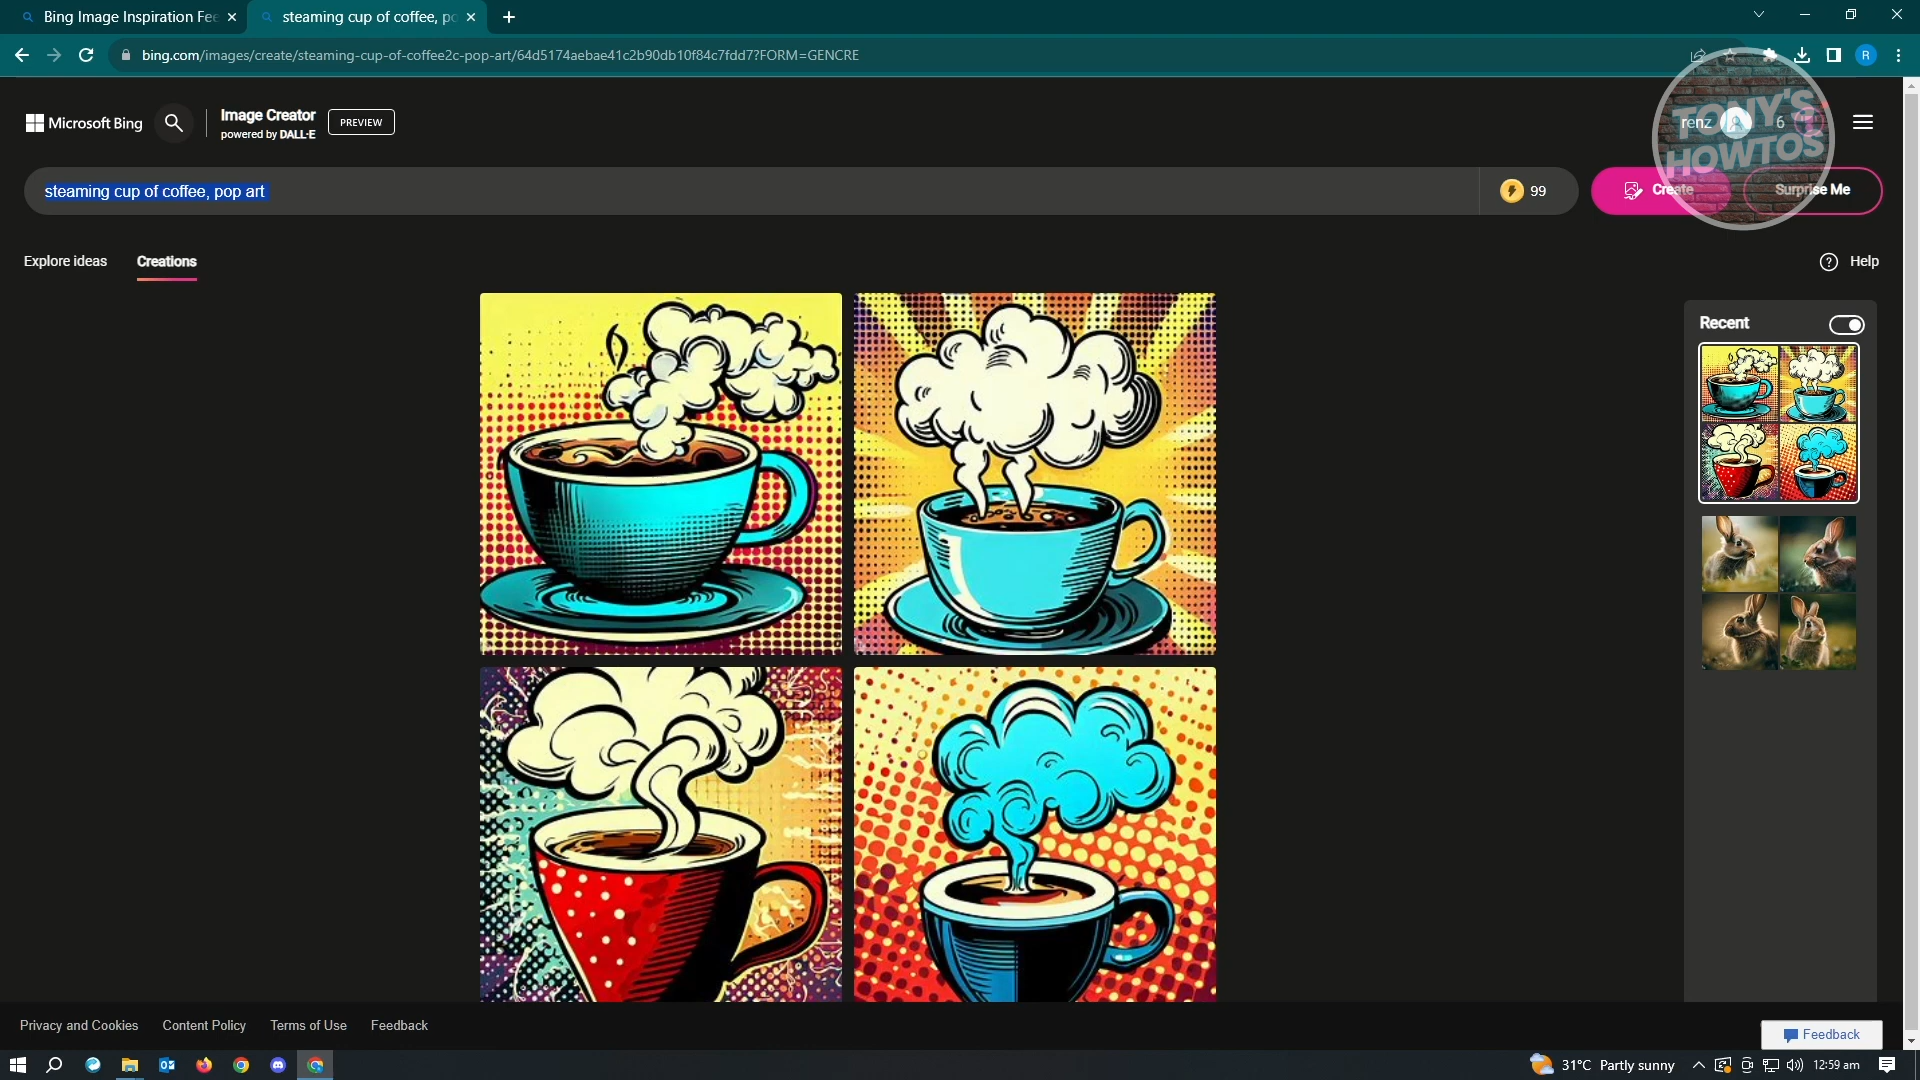 Bing Image Inspiration Fee
steaming cup of coffee, po
bing.com/images/create/steaming-cup-of-coffee2c-pop-art/64d5174aebae41c2b90db10f84c7fdd7?FORM=GENCRE
R
Microsoft Bing
Image Creator
powered by DALL·E
PREVIEW
renz
6
TONY'S
HOWTOS
steaming cup of coffee, pop art
99
Create
Surprise Me
Explore ideas
Creations
Help
Recent
Privacy and Cookies
Content Policy
Terms of Use
Feedback
Feedback
31°C Partly sunny
12:59 am